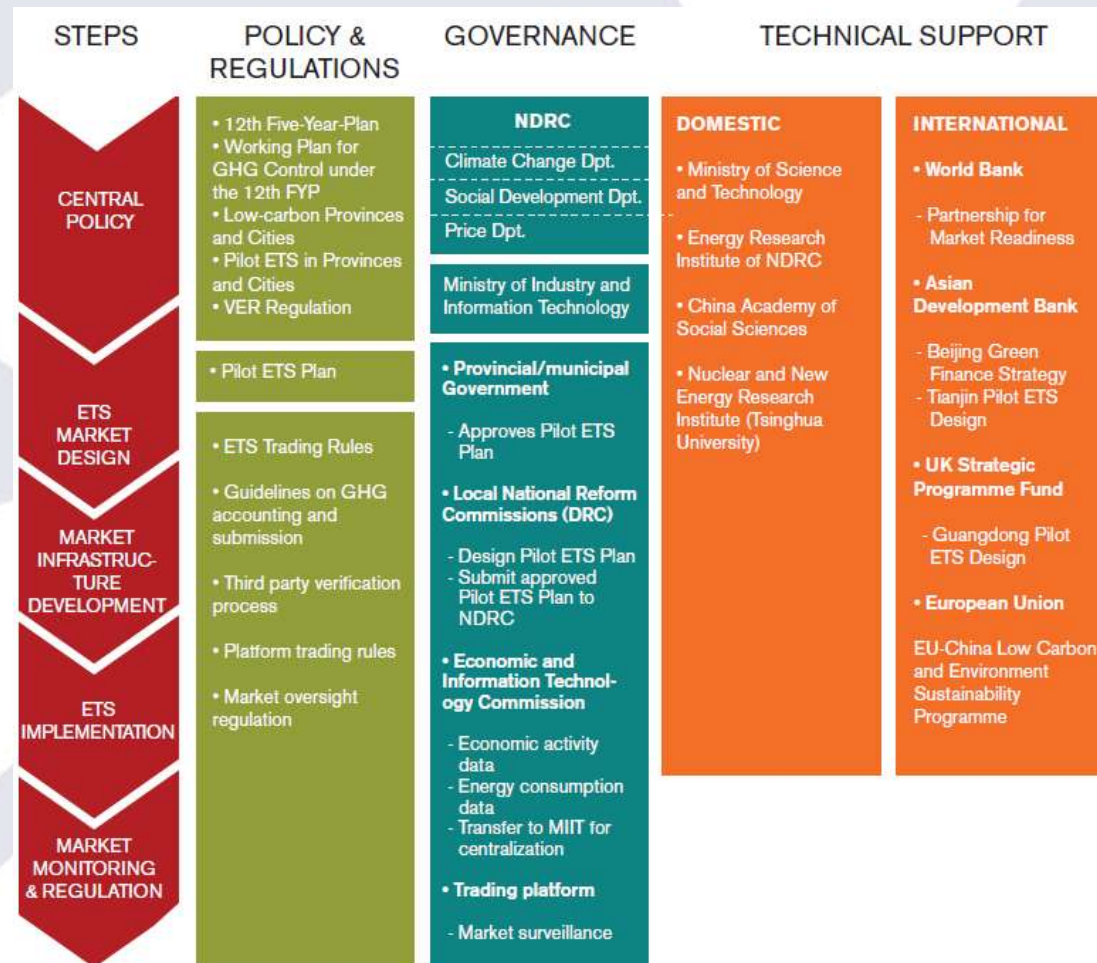 STEPS
POLICY &
REGULATIONS
GOVERNANCE
TECHNICAL SUPPORT
CENTRAL
POLICY
ETS
MARKET
DESIGN
MARKET
INFRASTRUC-
TURE
DEVELOPMENT
ETS
IMPLEMENTATION
MARKET
MONITORING
& REGULATION
• 12th Five-Year-Plan
• Working Plan for
GHG Control under
the 12th FYP
• Low-carbon Provinces
and Cities
• Pilot ETS in Provinces
and Cities
• VER Regulation
• Pilot ETS Plan
• ETS Trading Rules
• Guidelines on GHG
accounting and
submission
• Third party verification
process
• Platform trading rules
• Market oversight
regulation
NDRC
Climate Change Dpt.
Social Development Dpt.
Price Dpt.
Ministry of Industry and
Information Technology
• Provincial/municipal
Government
- Approves Pilot ETS
Plan
• Local National Reform
Commissions (DRC)
- Design Pilot ETS Plan
- Submit approved
Pilot ETS Plan to
NDRC
• Economic and
Information Technol-
ogy Commission
- Economic activity
data
- Energy consumption
data
- Transfer to MIIT for
centralization
• Trading platform
- Market surveillance
DOMESTIC
• Ministry of Science
and Technology
• Energy Research
Institute of NDRC
• China Academy of
Social Sciences
• Nuclear and New
Energy Research
Institute (Tsinghua
University)
INTERNATIONAL
• World Bank
- Partnership for
Market Readiness
• Asian
Development Bank
- Beijing Green
Finance Strategy
- Tianjin Pilot ETS
Design
• UK Strategic
Programme Fund
- Guangdong Pilot
ETS Design
• European Union
EU-China Low Carbon
and Environment
Sustainability
Programme